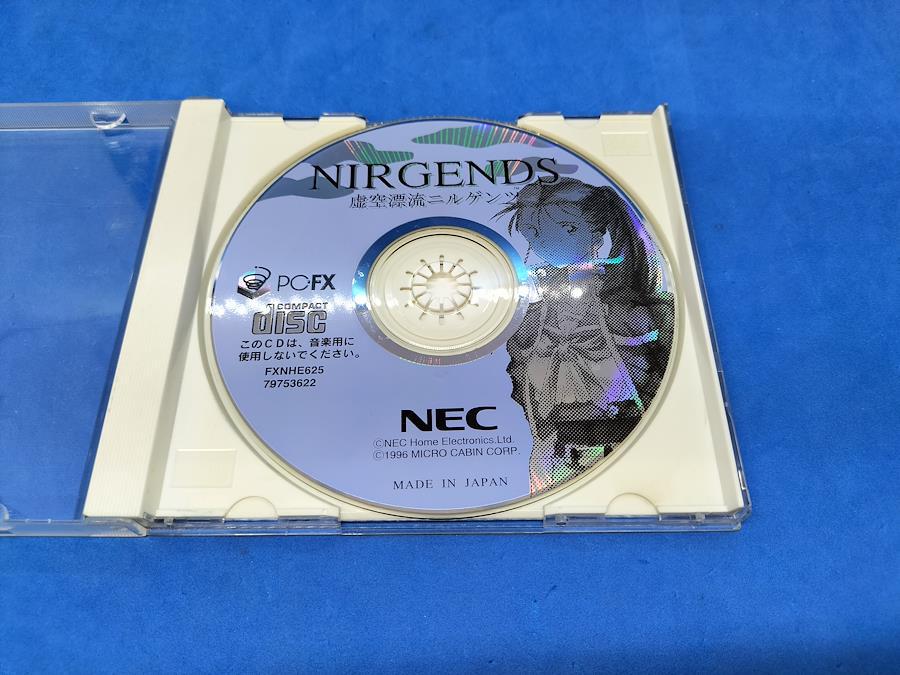 NIRGENDS
虚空漂流ニルゲンツ
PC-FX
COMPACT
disc
このCDは、音楽用に
使用しないでください。
FXNHE625
79753622
NEC
©NEC Home Electronics.Ltd.
©1996 MICRO CABIN CORP.
MADE IN JAPAN